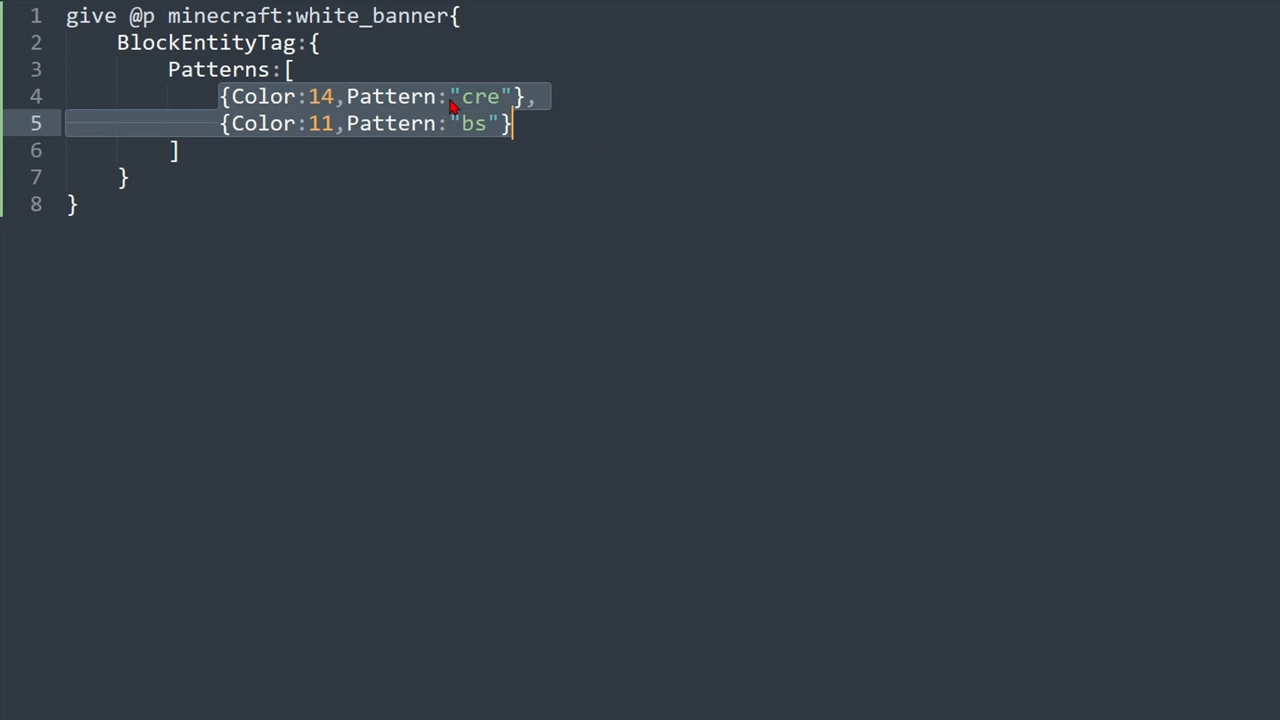 1 give @p minecraft:white_banner{
2 BlockEntityTag:{
3 Patterns:[
4 {Color:14,Pattern:"cre"},
5 {Color:11,Pattern:"bs"}
6 ]
7 }
8 }